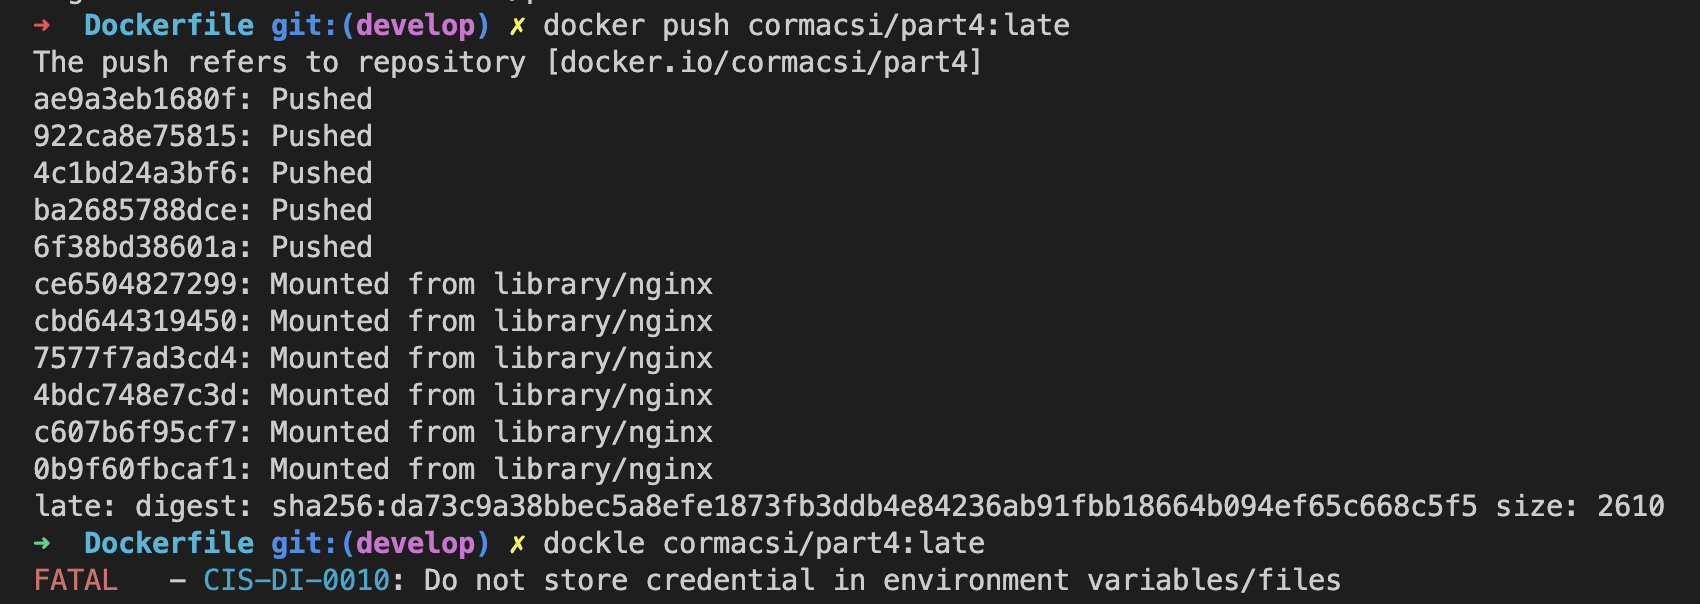 ➜  Dockerfile git:(develop) ✗ docker push cormacsi/part4:late
The push refers to repository [docker.io/cormacsi/part4]
ae9a3eb1680f: Pushed
922ca8e75815: Pushed
4c1bd24a3bf6: Pushed
ba2685788dce: Pushed
6f38bd38601a: Pushed
ce6504827299: Mounted from library/nginx
cbd644319450: Mounted from library/nginx
7577f7ad3cd4: Mounted from library/nginx
4bdc748e7c3d: Mounted from library/nginx
c607b6f95cf7: Mounted from library/nginx
0b9f60fbcaf1: Mounted from library/nginx
late: digest: sha256:da73c9a38bbec5a8efe1873fb3ddb4e84236ab91fbb18664b094ef65c668c5f5 size: 2610
➜  Dockerfile git:(develop) ✗ dockle cormacsi/part4:late
FATAL   - CIS-DI-0010: Do not store credential in environment variables/files